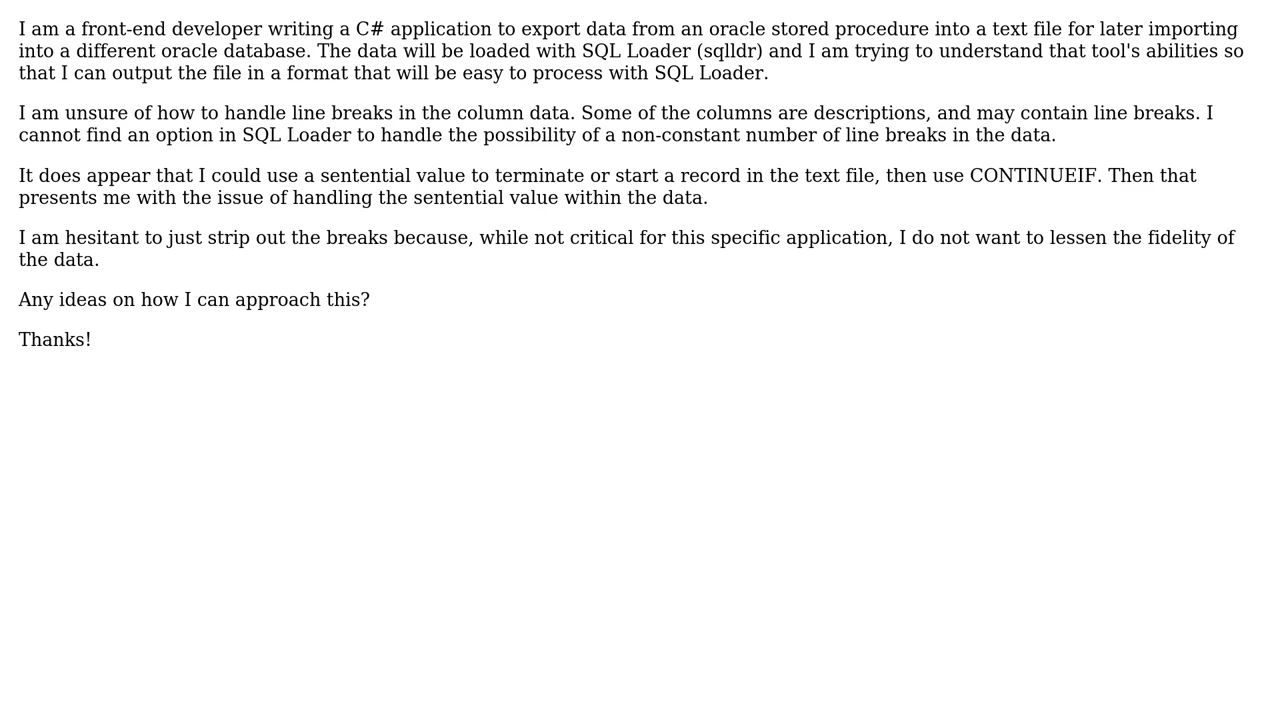 I am a front-end developer writing a C# application to export data from an oracle stored procedure into a text file for later importing
into a different oracle database. The data will be loaded with SQL Loader (sqlldr) and I am trying to understand that tool's abilities so
that I can output the file in a format that will be easy to process with SQL Loader.
I am unsure of how to handle line breaks in the column data. Some of the columns are descriptions, and may contain line breaks. I
cannot find an option in SQL Loader to handle the possibility of a non-constant number of line breaks in the data.
It does appear that I could use a sentential value to terminate or start a record in the text file, then use CONTINUEIF. Then that
presents me with the issue of handling the sentential value within the data.
I am hesitant to just strip out the breaks because, while not critical for this specific application, I do not want to lessen the fidelity of
the data.
Any ideas on how I can approach this?
Thanks!